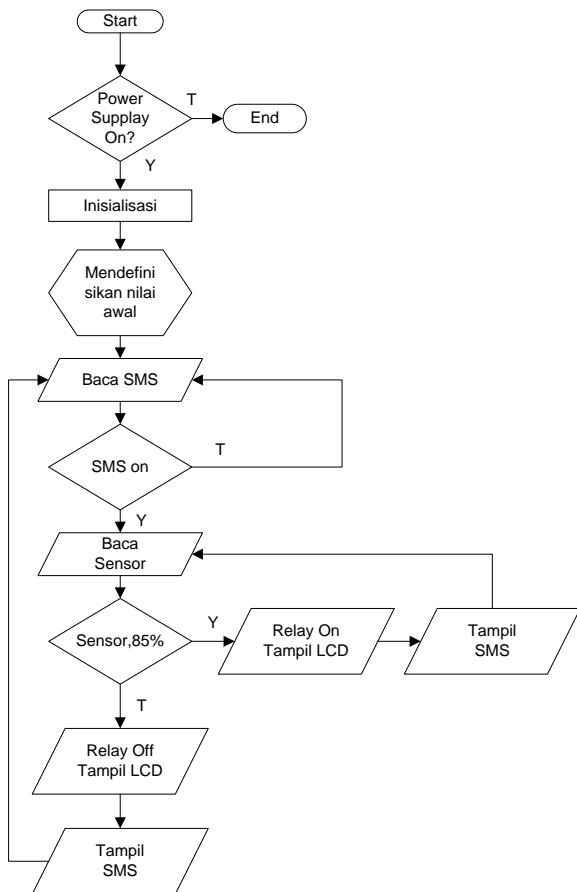 Start
Power
Supplay
On?
T
End
Y
Inisialisasi
Mendefini
sikan nilai
awal
Baca SMS
SMS on
T
Y
Baca
Sensor
Sensor,85%
Y
Relay On
Tampil LCD
Tampil
SMS
T
Relay Off
Tampil LCD
Tampil
SMS